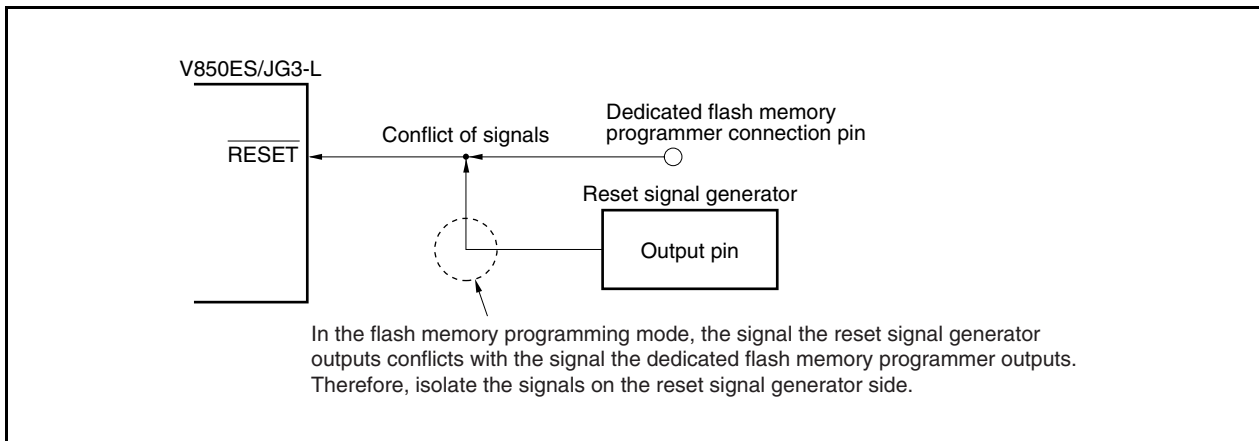 V850ES/JG3-L
Dedicated flash memory
programmer connection pin
Conflict of signals
RESET
Reset signal generator
Output pin
In the flash memory programming mode, the signal the reset signal generator
outputs conflicts with the signal the dedicated flash memory programmer outputs.
Therefore, isolate the signals on the reset signal generator side.